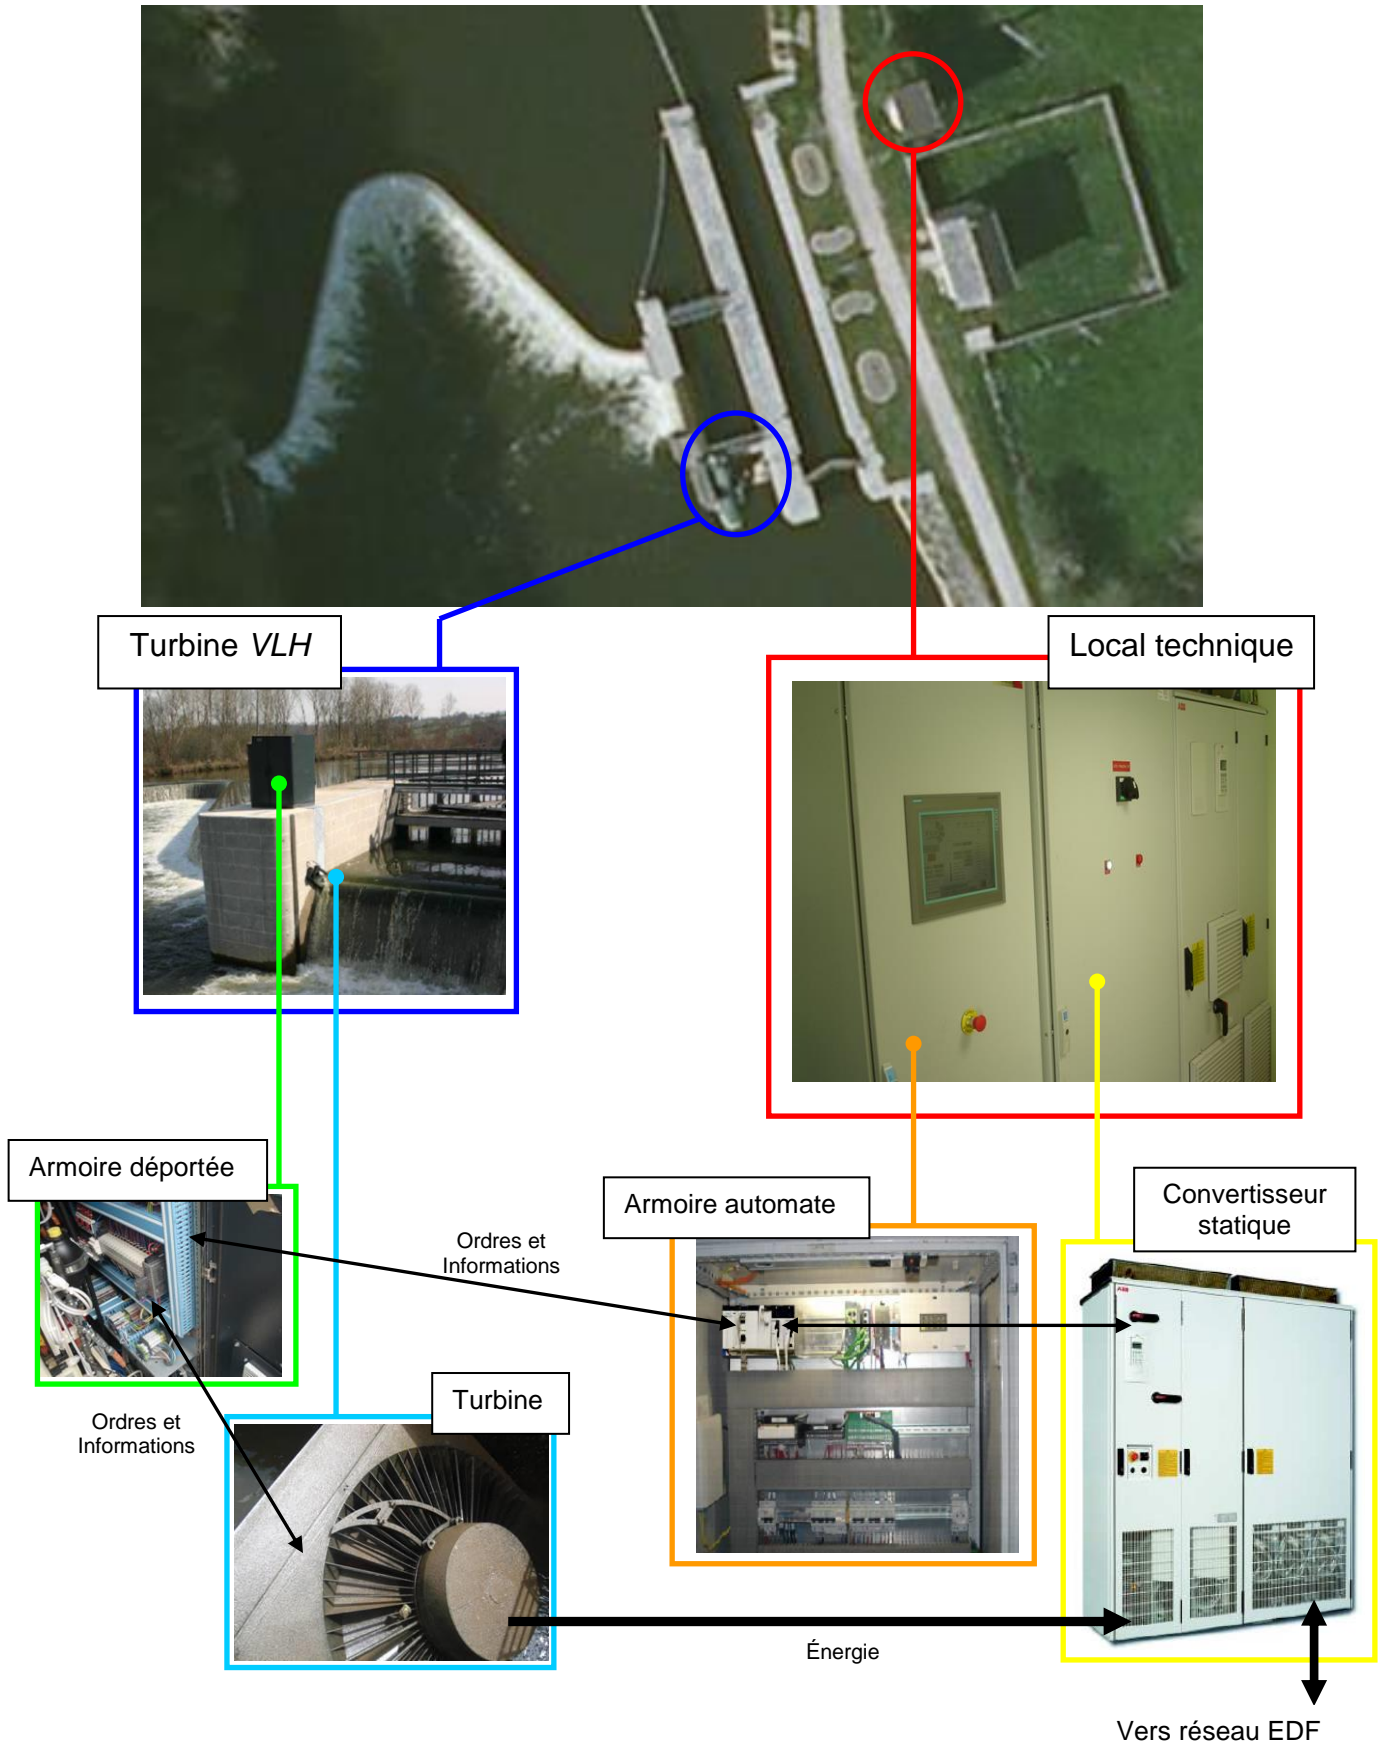 Turbine VLH
Local technique
Armoire déportée
Armoire automate
Convertisseur
statique
Ordres et
Informations
Turbine
Ordres et
Informations
Énergie
Vers réseau EDF